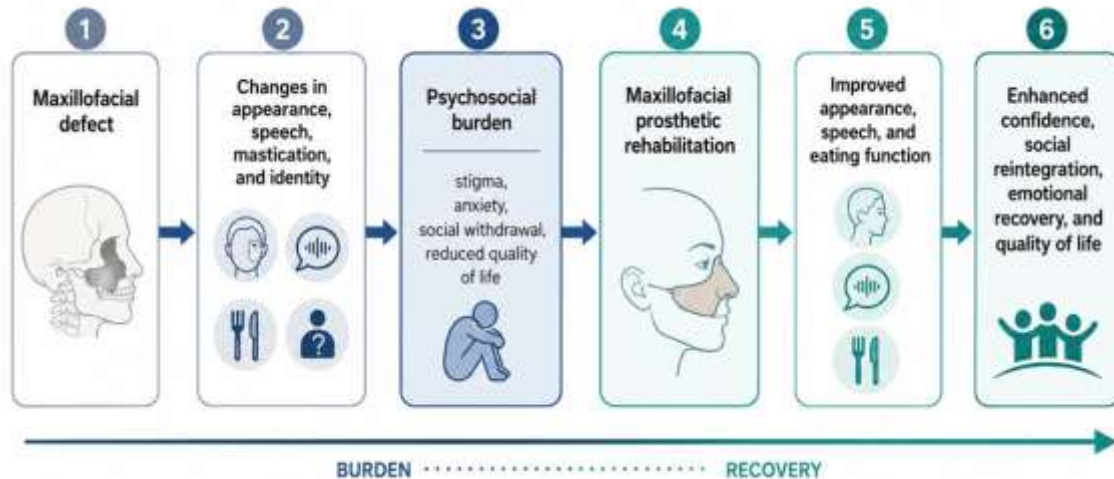 1
Maxillofacial
defect
2
Changes in
appearance,
speech,
mastication,
and identity
?
3
Psychosocial
burden
stigma,
anxiety,
social withdrawal,
reduced quality
of life
4
Maxillofacial
prosthetic
rehabilitation
5
Improved
appearance,
speech, and
eating function
6
Enhanced
confidence,
social
reintegration,
emotional
recovery, and
quality of life
BURDEN RECOVERY